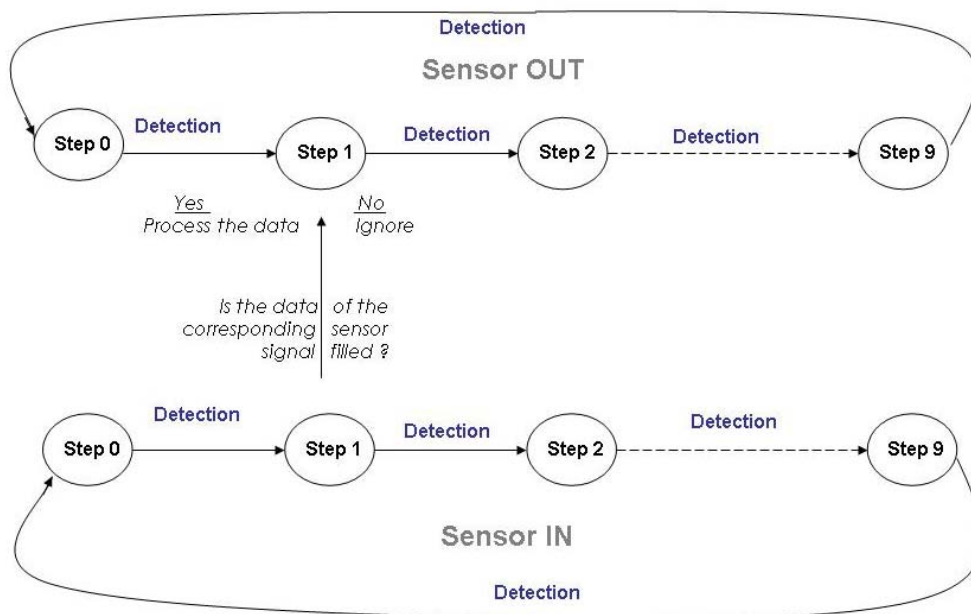 Detection
Sensor OUT
Step 0
Detection
Step 1
Detection
Step 2
Detection
Step 9
Yes
Process the data
No
Ignore
Is the data of the
corresponding sensor
signal filled ?
Step 0
Detection
Step 1
Detection
Step 2
Detection
Step 9
Sensor IN
Detection